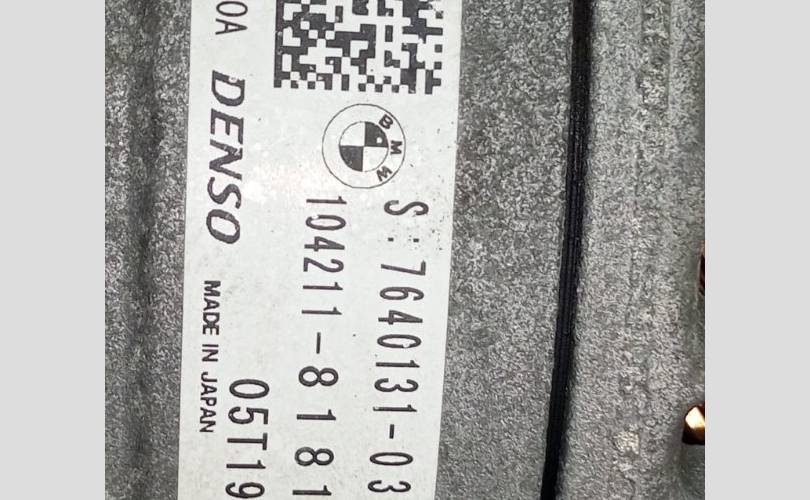 BMW
S:7640131-03
104211-8181
0A DENSO
05T19
MADE IN JAPAN